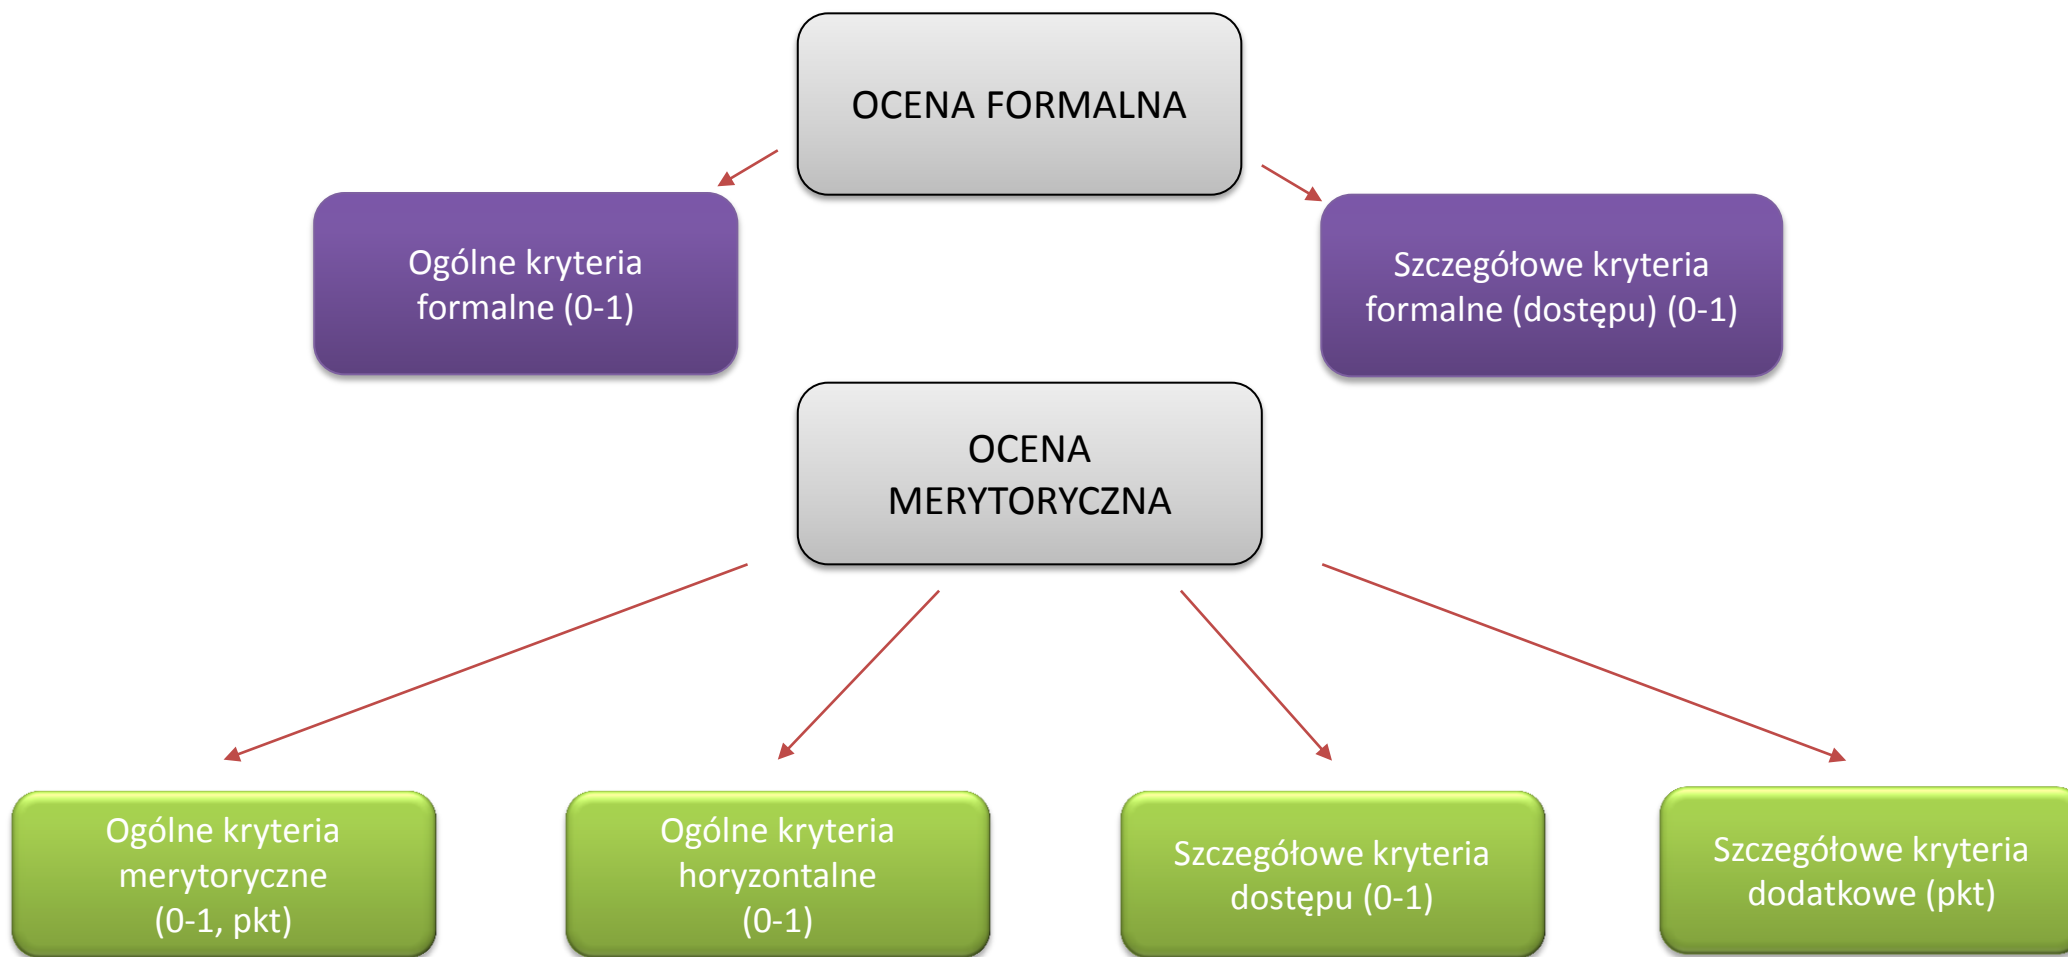 OCENA FORMALNA
Ogólne kryteria
formalne (0-1)
Szczegółowe kryteria
formalne (dostępu) (0-1)
OCENA
MERYTORYCZNA
Ogólne kryteria
merytoryczne
(0-1, pkt)
Ogólne kryteria
horyzontalne
(0-1)
Szczegółowe kryteria
dostępu (0-1)
Szczegółowe kryteria
dodatkowe (pkt)